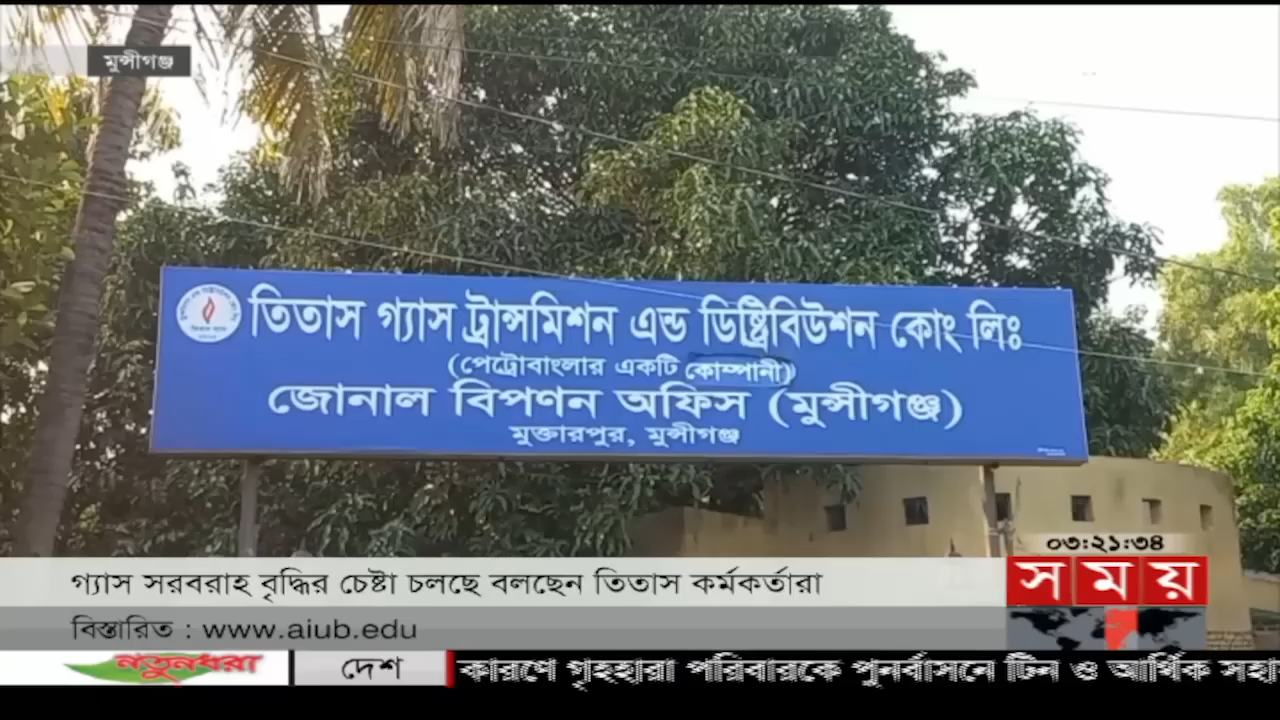 মুন্সীগঞ্জ
তিতাস গ্যাস ট্রান্সমিশন এন্ড ডিষ্ট্রিবিউশন কোং লিঃ
(পেট্রোবাংলার একটি কোম্পানী)
জোনাল বিপণন অফিস (মুন্সীগঞ্জ)
মুক্তারপুর, মুন্সীগঞ্জ
০৩:২১:৩৪
সময়
গ্যাস সরবরাহ বৃদ্ধির চেষ্টা চলছে বলছেন তিতাস কর্মকর্তারা
বিস্তারিত : www.aiub.edu
নতুনধরা
দেশ
কারণে গৃহহারা পরিবারকে পুনর্বাসনে টিন ও আর্থিক সহা